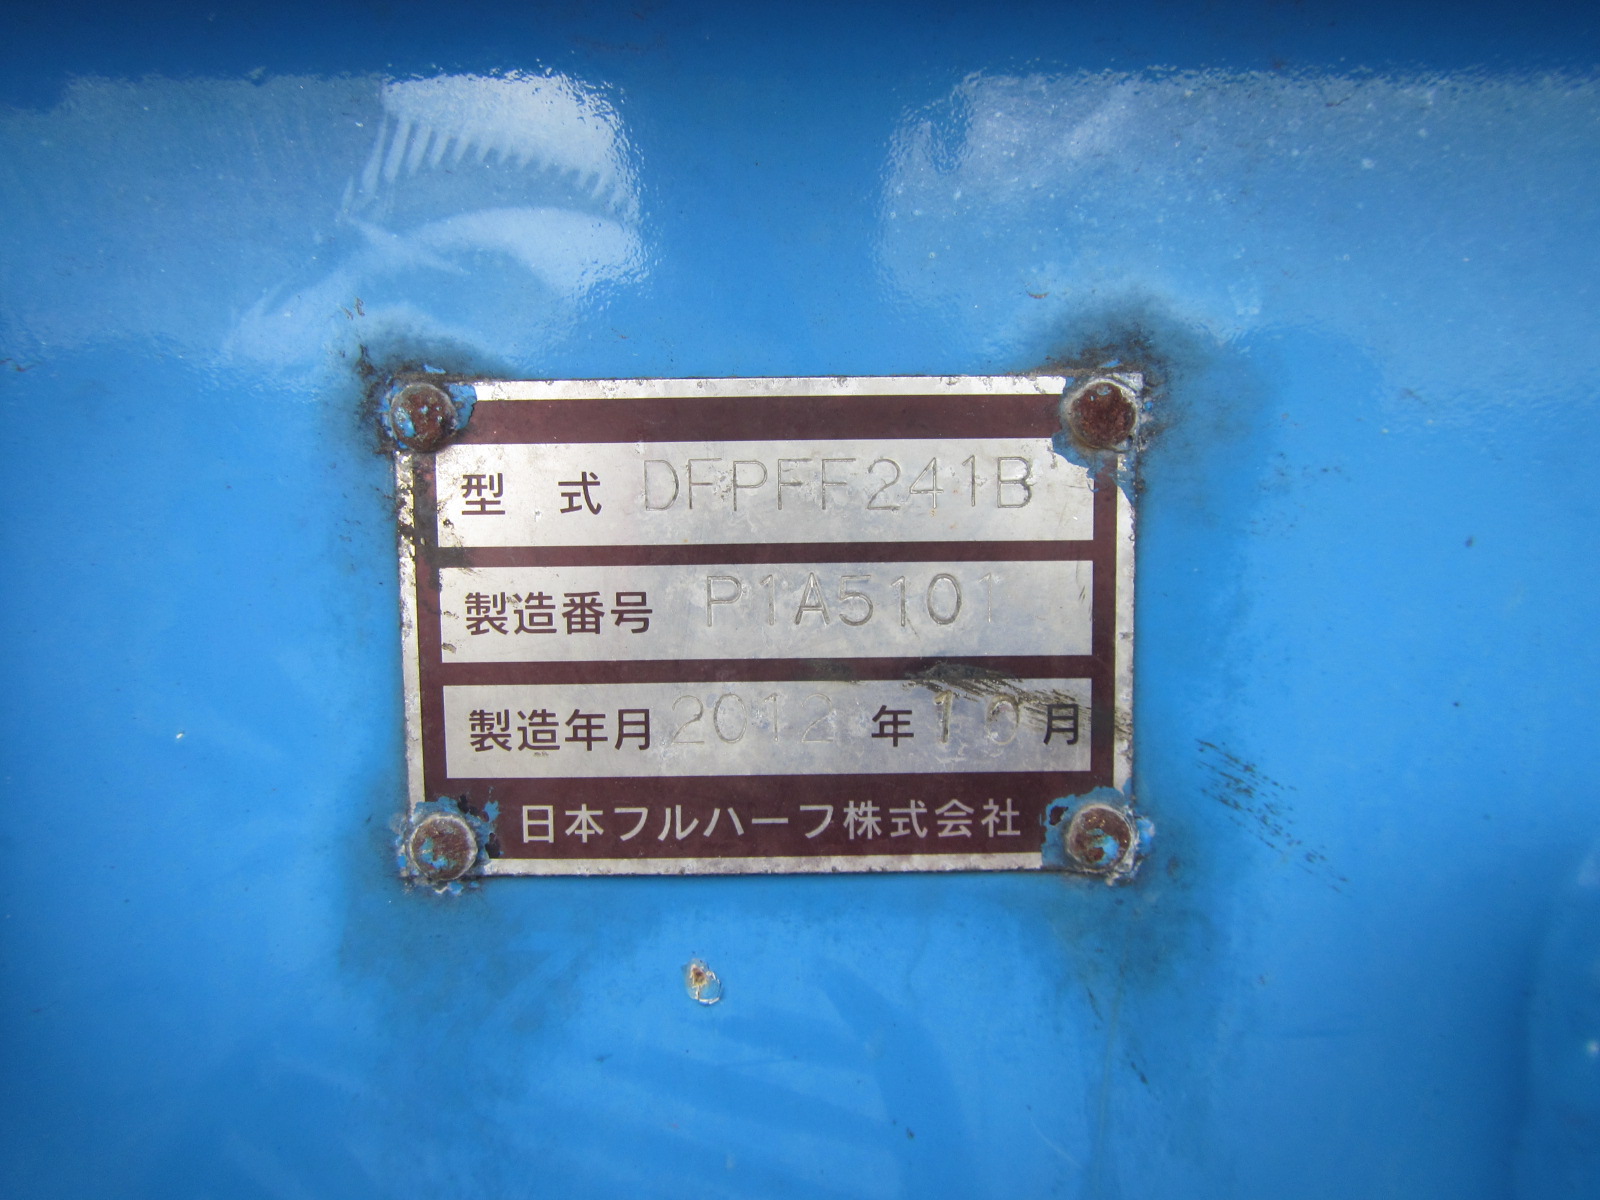 型 式 DFPFF241B
製造番号 P1A5101
製造年月 2012 年 10 月
日本フルハーフ株式会社